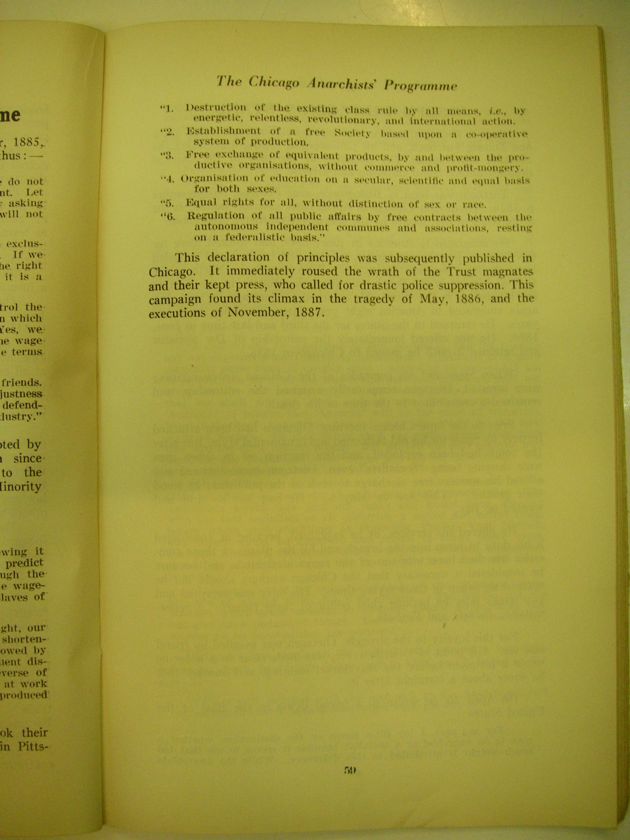 me
r, 1885,
thus : —
e do not
nt. Let
r asking
will not
exclus-
. If we
he right
it is a
trol the
n which
Yes, we
he wage
e terms
friends.
justness
defend-
dustry."
pted by
n since
to the
Minority
wing it
predict
ugh the
e wage-
laves of
ght, our
shorten-
owed by
ment dis-
verse of
at work
produced
ok their
in Pitts-
The Chicago Anarchists' Programme
"1. Destruction of the existing class rule by all means, i.e., by
energetic, relentless, revolutionary, and international action.
"2. Establishment of a free Society based upon a co-operative
system of production.
"3. Free exchange of equivalent products, by and between the pro-
ductive organisations, without commerce and profit-mongery.
"4. Organisation of education on a secular, scientific and equal basis
for both sexes.
"5. Equal rights for all, without distinction of sex or race.
"6. Regulation of all public affairs by free contracts between the
autonomous independent communes and associations, resting
on a federalistic basis."
This declaration of principles was subsequently published in
Chicago. It immediately roused the wrath of the Trust magnates
and their kept press, who called for drastic police suppression. This
campaign found its climax in the tragedy of May, 1886, and the
executions of November, 1887.
59